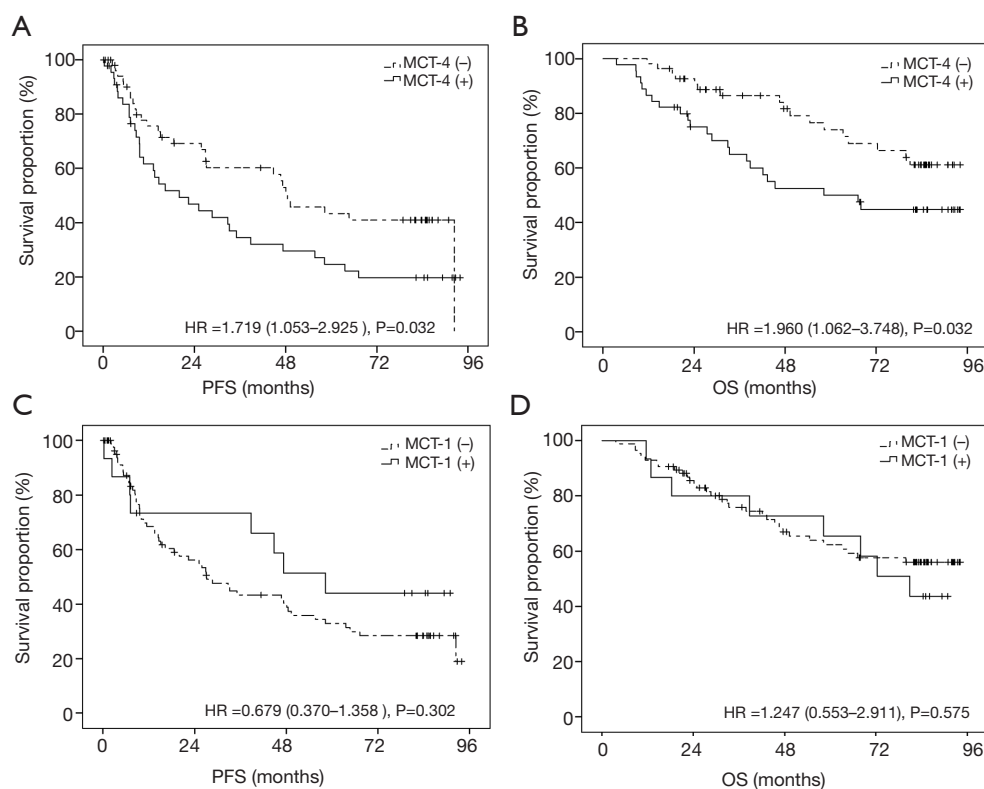 A
Survival proportion (%)
100
80
60
40
20
0
MCT-4 (–)
MCT-4 (+)
HR =1.719 (1.053–2.925 ), P=0.032
0 24 48 72 96
PFS (months)
B
Survival proportion (%)
100
80
60
40
20
0
MCT-4 (–)
MCT-4 (+)
HR =1.960 (1.062–3.748), P=0.032
0 24 48 72 96
OS (months)
C
Survival proportion (%)
100
80
60
40
20
0
MCT-1 (–)
MCT-1 (+)
HR =0.679 (0.370–1.358 ), P=0.302
0 24 48 72 96
PFS (months)
D
Survival proportion (%)
100
80
60
40
20
0
MCT-1 (–)
MCT-1 (+)
HR =1.247 (0.553–2.911), P=0.575
0 24 48 72 96
OS (months)